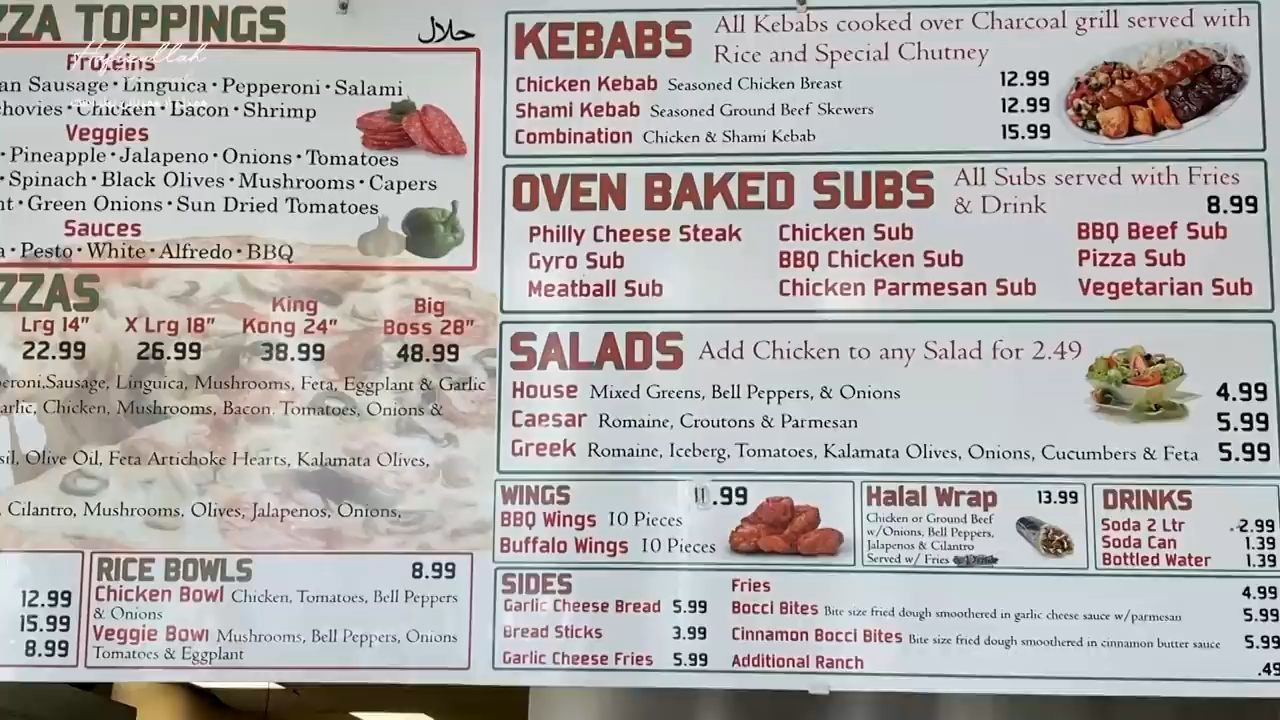 ZZA TOPPINGS
حلال
Proteins
an Sausage • Linguica • Pepperoni • Salami
hovies • Chicken • Bacon • Shrimp
Veggies
• Pineapple • Jalapeno • Onions • Tomatoes
• Spinach • Black Olives • Mushrooms • Capers
nt • Green Onions • Sun Dried Tomatoes
Sauces
a • Pesto • White • Alfredo • BBQ
ZZAS
Lrg 14" X Lrg 18" King Kong 24" Big Boss 28"
22.99 26.99 38.99 48.99
eroni,Sausage, Linguica, Mushrooms, Feta, Eggplant & Garlic
arlic, Chicken, Mushrooms, Bacon. Tomatoes, Onions &
sil, Olive Oil, Feta Artichoke Hearts, Kalamata Olives,
, Cilantro, Mushrooms. Olives, Jalapenos, Onions,
12.99
15.99
8.99
RICE BOWLS 8.99
Chicken Bowl Chicken, Tomatoes, Bell Peppers
& Onions
Veggie Bowl Mushrooms, Bell Peppers, Onions
Tomatoes & Eggplant
KEBABS All Kebabs cooked over Charcoal grill served with
Rice and Special Chutney
Chicken Kebab Seasoned Chicken Breast 12.99
Shami Kebab Seasoned Ground Beef Skewers 12.99
Combination Chicken & Shami Kebab 15.99
OVEN BAKED SUBS All Subs served with Fries
& Drink 8.99
Philly Cheese Steak Chicken Sub BBQ Beef Sub
Gyro Sub BBQ Chicken Sub Pizza Sub
Meatball Sub Chicken Parmesan Sub Vegetarian Sub
SALADS Add Chicken to any Salad for 2.49
House Mixed Greens, Bell Peppers, & Onions 4.99
Caesar Romaine, Croutons & Parmesan 5.99
Greek Romaine, Iceberg, Tomatoes, Kalamata Olives, Onions, Cucumbers & Feta 5.99
WINGS 11.99
BBQ Wings 10 Pieces
Buffalo Wings 10 Pieces
Halal Wrap 13.99
Chicken or Ground Beef
w/Onions, Bell Peppers,
Jalapenos & Cilantro
Served w/ Fries
DRINKS
Soda 2 Ltr 2.99
Soda Can 1.39
Bottled Water 1.39
SIDES
Garlic Cheese Bread 5.99
Bread Sticks 3.99
Garlic Cheese Fries 5.99
Fries 4.99
Bocci Bites Bite size fried dough smoothered in garlic cheese sauce w/parmesan 5.99
Cinnamon Bocci Bites Bite size fried dough smoothered in cinnamon butter sauce 5.99
Additional Ranch .49